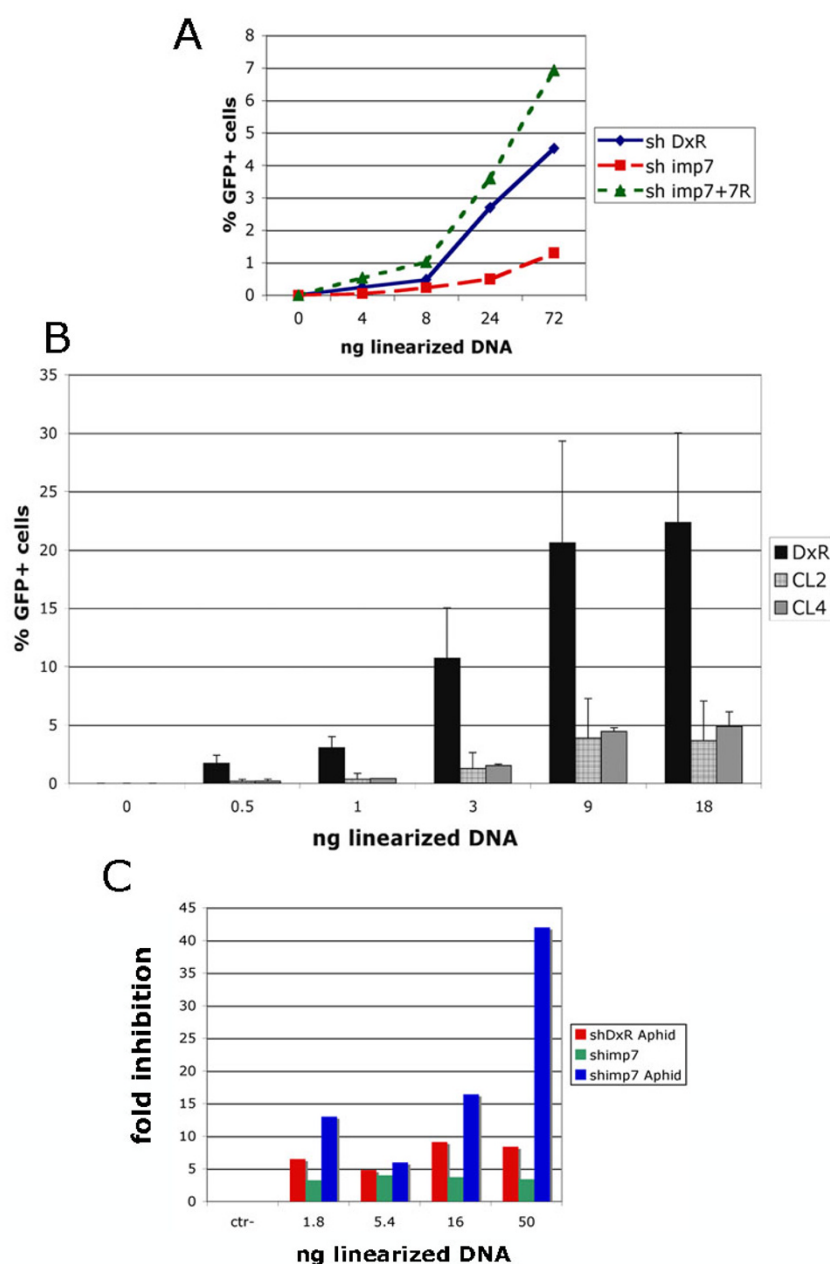 A
8
7
6
5
4
3
2
1
0
% GFP+ cells
0 4 8 24 72
ng linearized DNA
sh DxR
sh imp7
sh imp7+7R
B
35
30
25
20
15
10
5
0
% GFP+ cells
0 0.5 1 3 9 18
ng linearized DNA
DxR
CL2
CL4
C
45
40
35
30
25
20
15
10
5
0
fold inhibition
ctr- 1.8 5.4 16 50
ng linearized DNA
shDxR Aphid
shimp7
shimp7 Aphid